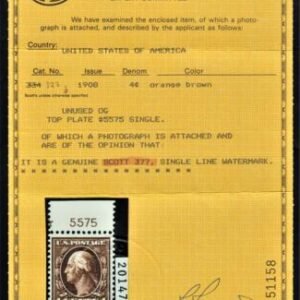 We have examined the enclosed item, of which a photo-
graph is attached, and described by the applicant as follows:
Country: UNITED STATES OF AMERICA
Cat. No. Issue Denom Color
1908 4¢ orange brown
UNUSED OG
TOP PLATE #5575 SINGLE.
OF WHICH A PHOTOGRAPH IS ATTACHED AND
ARE OF THE OPINION THAT:
IT IS A GENUINE SCOTT 377, SINGLE LINE WATERMARK.
5575
U.S. POSTAGE
20147
51158